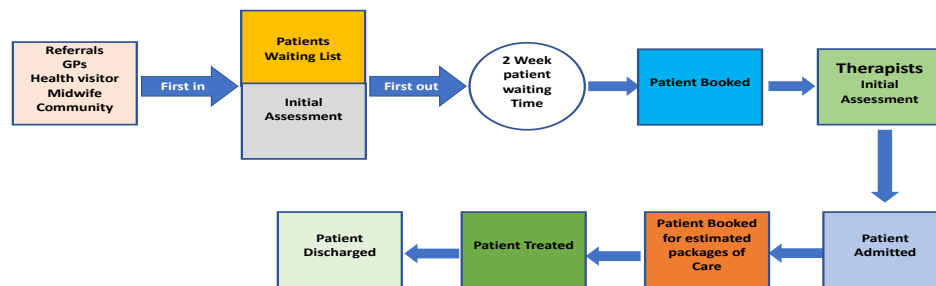 Referrals
GPs
Health visitor
Midwife
Community
First in
Patients
Waiting List
Initial
Assessment
First out
2 Week
patient
waiting
Time
Patient Booked
Therapists
Initial
Assessment
Patient
Discharged
Patient Treated
Patient Booked
for estimated
packages of
Care
Patient
Admitted